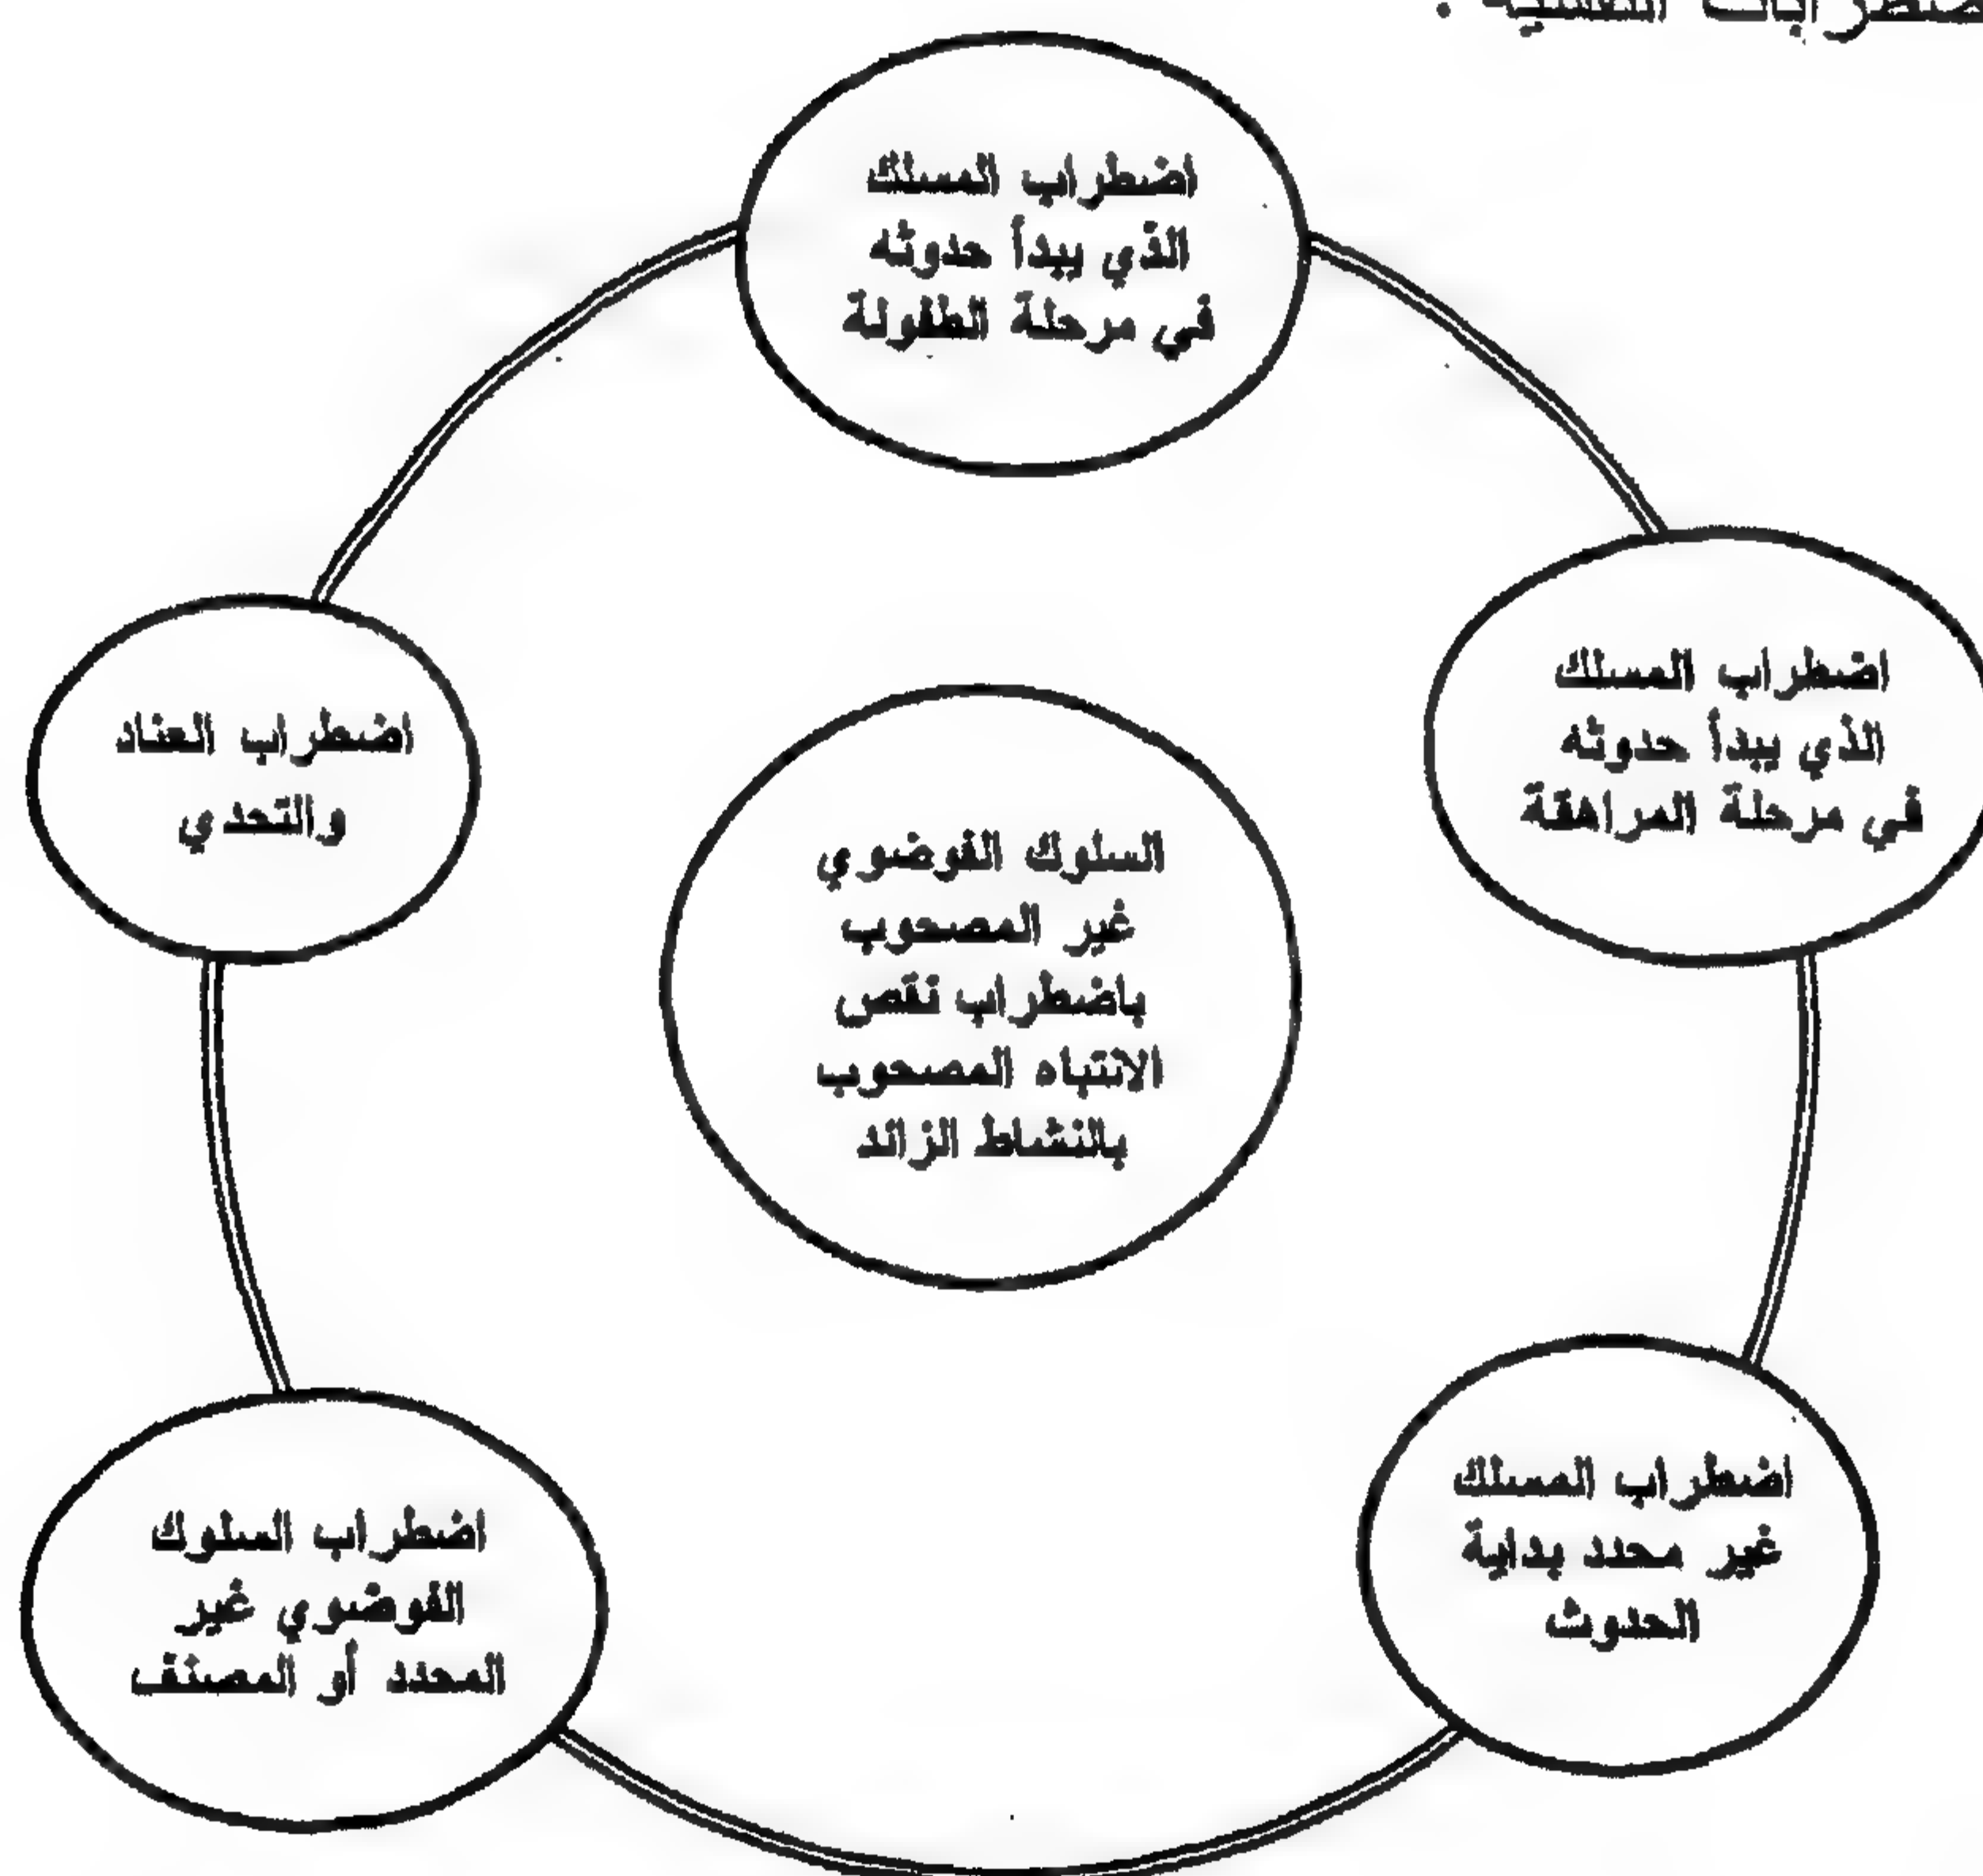 اضطراب المسلك
الذي يبدأ حدوثه
في مرحلة الطفولة
اضطراب المسلك
الذي يبدأ حدوثه
في مرحلة المراهقة
اضطراب العناد
والتحدي
السلوك الفوضوي
غير المصحوب
باضطراب نقص
الانتباه المصحوب
بالنشاط الزائد
اضطراب المسلك
غير محدد بداية
الحدوث
اضطراب السلوك
الفوضوي غير
المحدد أو المصنف